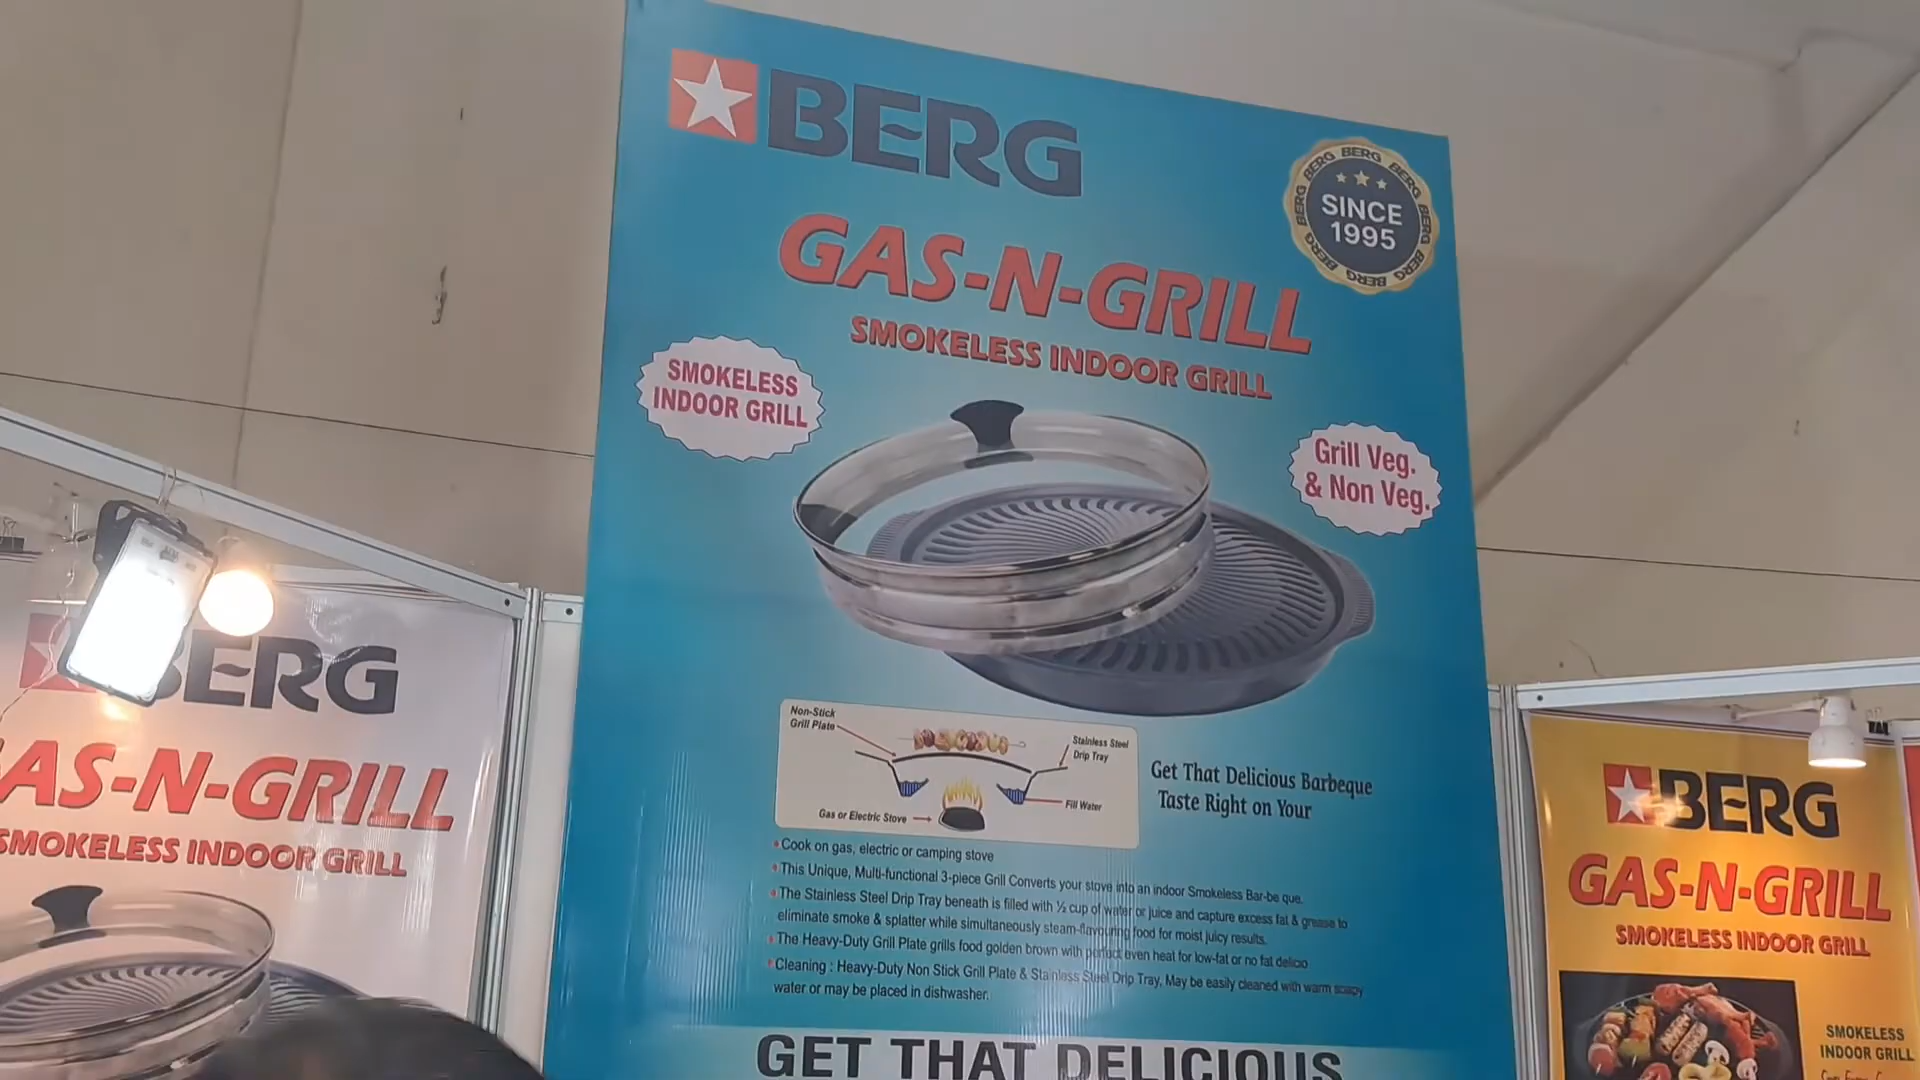 BERG
BERG BERG BERG BERG BERG BERG BERG BERG
SINCE
1995
GAS-N-GRILL
SMOKELESS INDOOR GRILL
SMOKELESS
INDOOR GRILL
Grill Veg.
& Non Veg.
Non-Stick
Grill Plate
Stainless Steel
Drip Tray
Fill Water
Gas or Electric Stove
Get That Delicious Barbeque
Taste Right on Your
Cook on gas, electric or camping stove
This Unique, Multi-functional 3-piece Grill Converts your stove into an indoor Smokeless Bar-be que.
The Stainless Steel Drip Tray beneath is filled with ½ cup of water or juice and capture excess fat & grease to
eliminate smoke & splatter while simultaneously steam-flavouring food for moist juicy results.
The Heavy-Duty Grill Plate grills food golden brown with perfect even heat for low-fat or no fat delicio
Cleaning : Heavy-Duty Non Stick Grill Plate & Stainless Steel Drip Tray, May be easily cleaned with warm soapy
water or may be placed in dishwasher.
GET THAT DELICIOUS
BERG
GAS-N-GRILL
SMOKELESS INDOOR GRILL
BERG
GAS-N-GRILL
SMOKELESS INDOOR GRILL
SMOKELESS
INDOOR GRILL